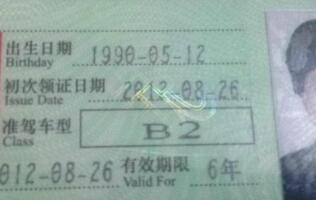 出生日期 1990-05-12
Birthday
初次领证日期 2012-08-26
Issue Date
准驾车型 B2
Class
012-08-26 有效期限 6年
Valid For